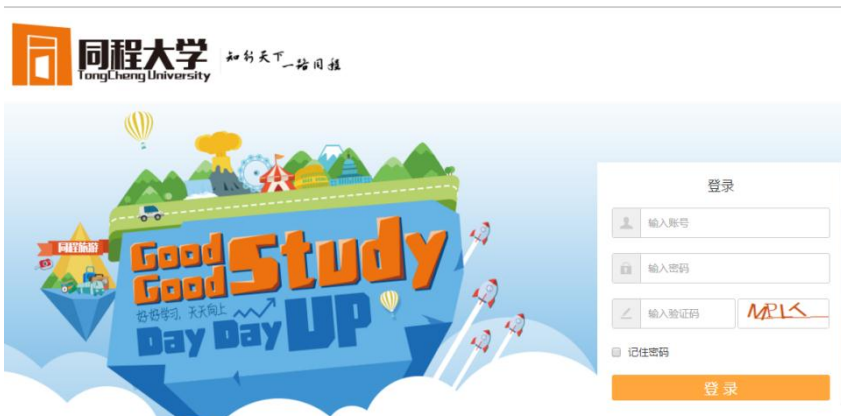 同程大学
TongCheng University
知行天下
一路同程
登录
输入账号
同程旅游
Good Study
Good
输入密码
好好学习,天天向上
Day Day UP
输入验证码
记住密码
登 录